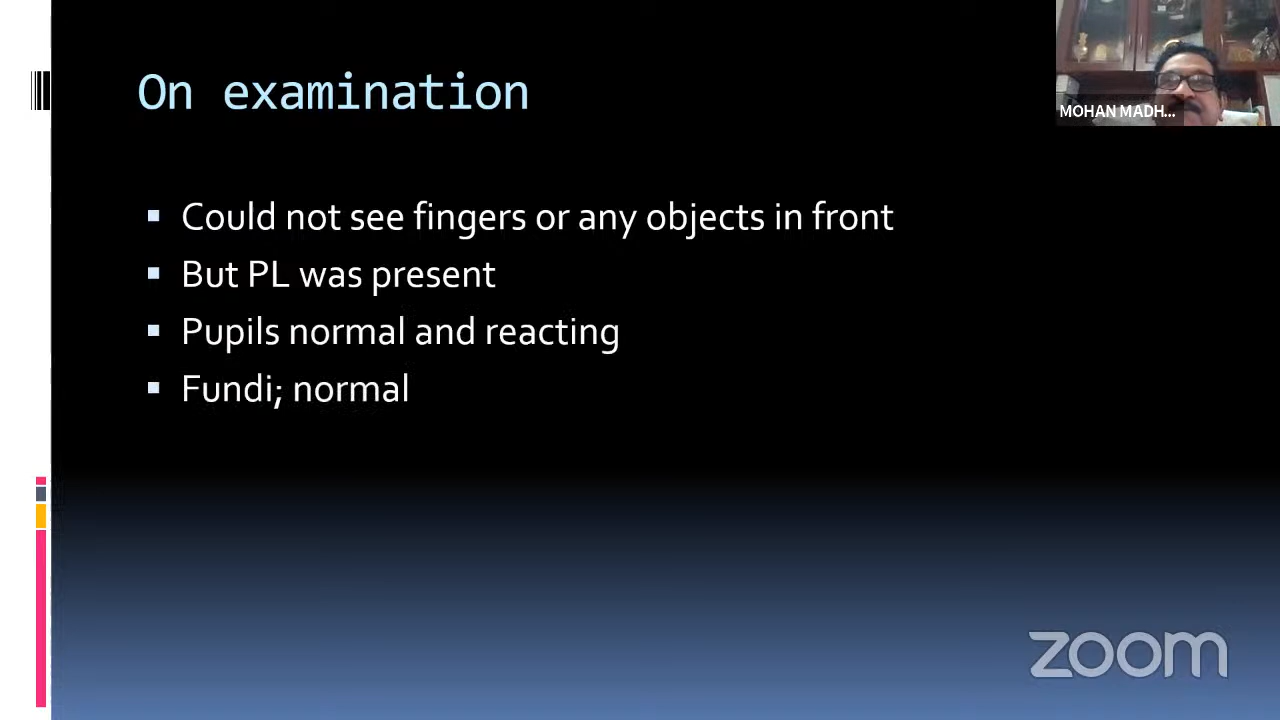 On examination
MOHAN MADH...
Could not see fingers or any objects in front
But PL was present
Pupils normal and reacting
Fundi; normal
zoom